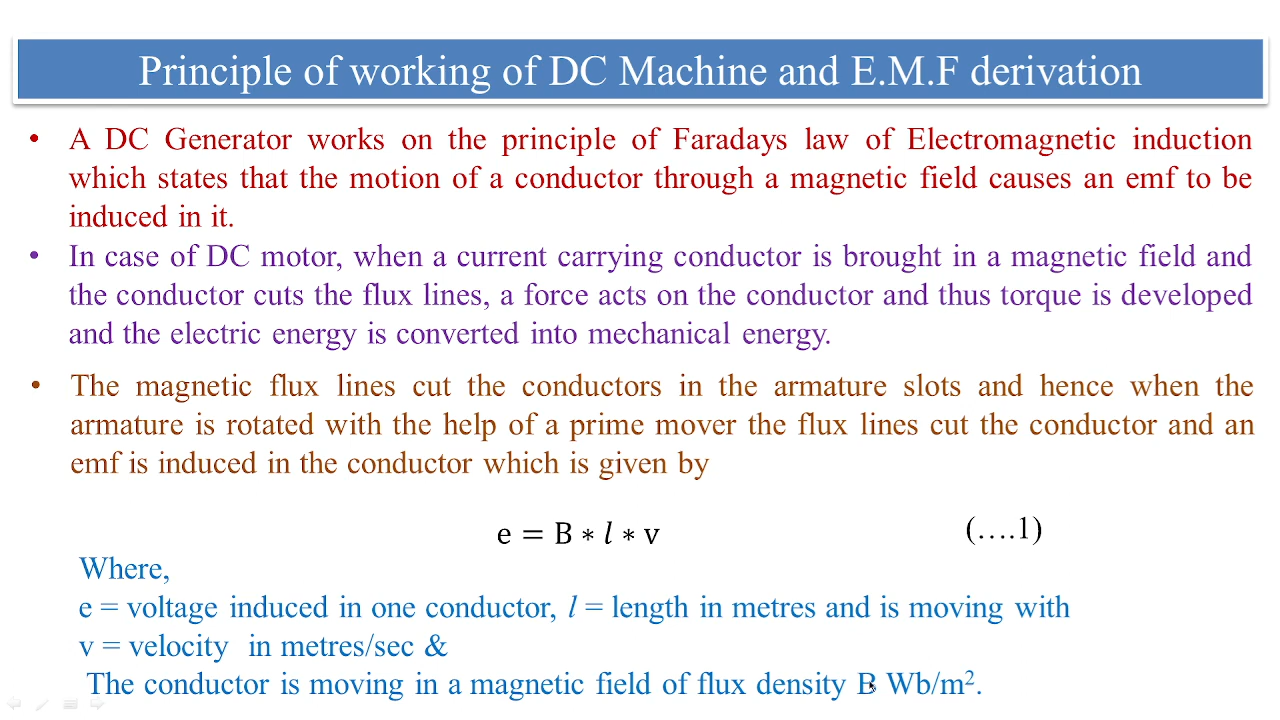 Principle of working of DC Machine and E.M.F derivation
• A DC Generator works on the principle of Faradays law of Electromagnetic induction
which states that the motion of a conductor through a magnetic field causes an emf to be
induced in it.
• In case of DC motor, when a current carrying conductor is brought in a magnetic field and
the conductor cuts the flux lines, a force acts on the conductor and thus torque is developed
and the electric energy is converted into mechanical energy.
• The magnetic flux lines cut the conductors in the armature slots and hence when the
armature is rotated with the help of a prime mover the flux lines cut the conductor and an
emf is induced in the conductor which is given by
e = B ∗ l ∗ v (….1)
Where,
e = voltage induced in one conductor, l = length in metres and is moving with
v = velocity in metres/sec &
The conductor is moving in a magnetic field of flux density B Wb/m².